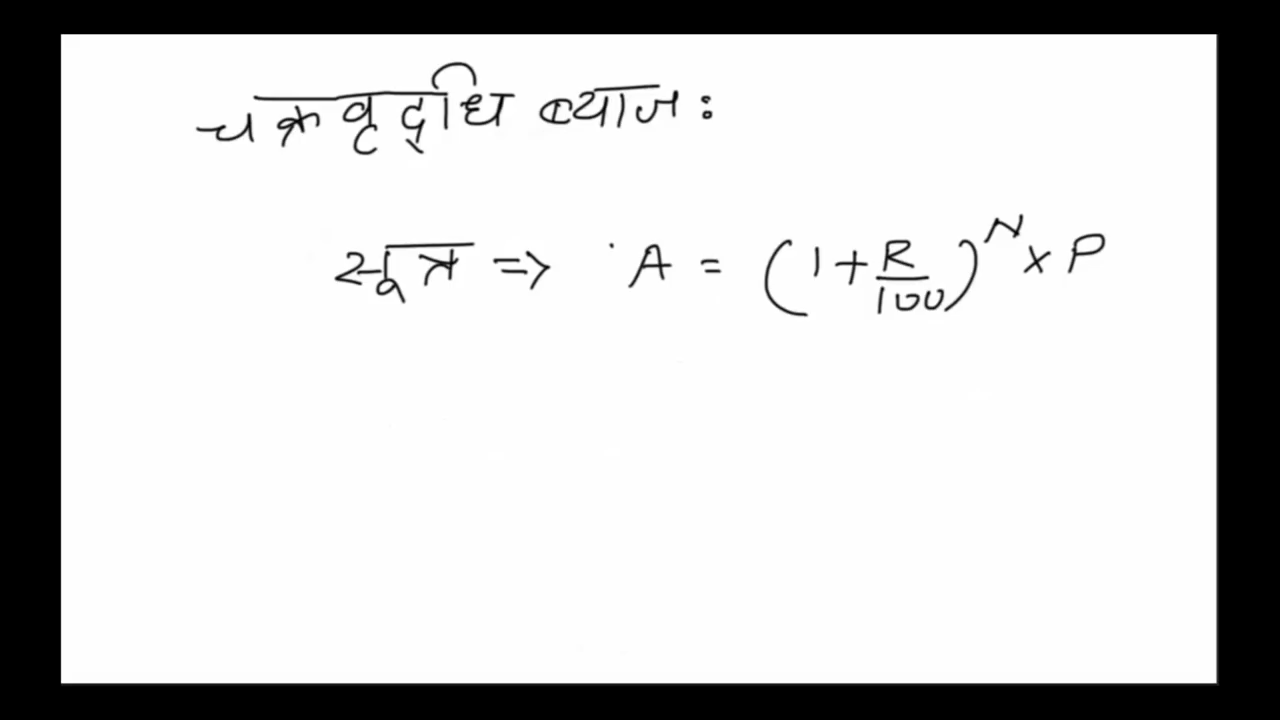 चक्रवृद्धि ब्याज :
सूत्र => A = (1 + R/100)^N × P